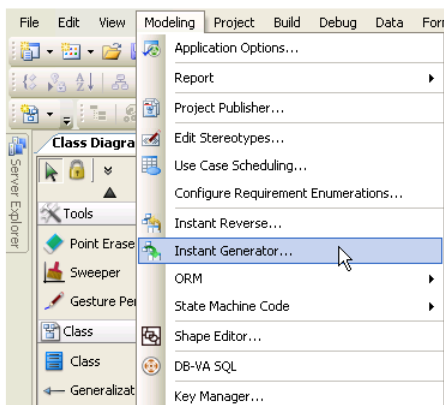 File Edit View Modeling Project Build Debug Data For
Application Options...
Report
Project Publisher...
Edit Stereotypes...
Use Case Scheduling...
Configure Requirement Enumerations...
Instant Reverse...
Instant Generator...
ORM
State Machine Code
Shape Editor...
DB-VA SQL
Key Manager...
Server Explorer
Class Diagra
Tools
Point Erase
Sweeper
Gesture Pe
Class
Class
Generalizat